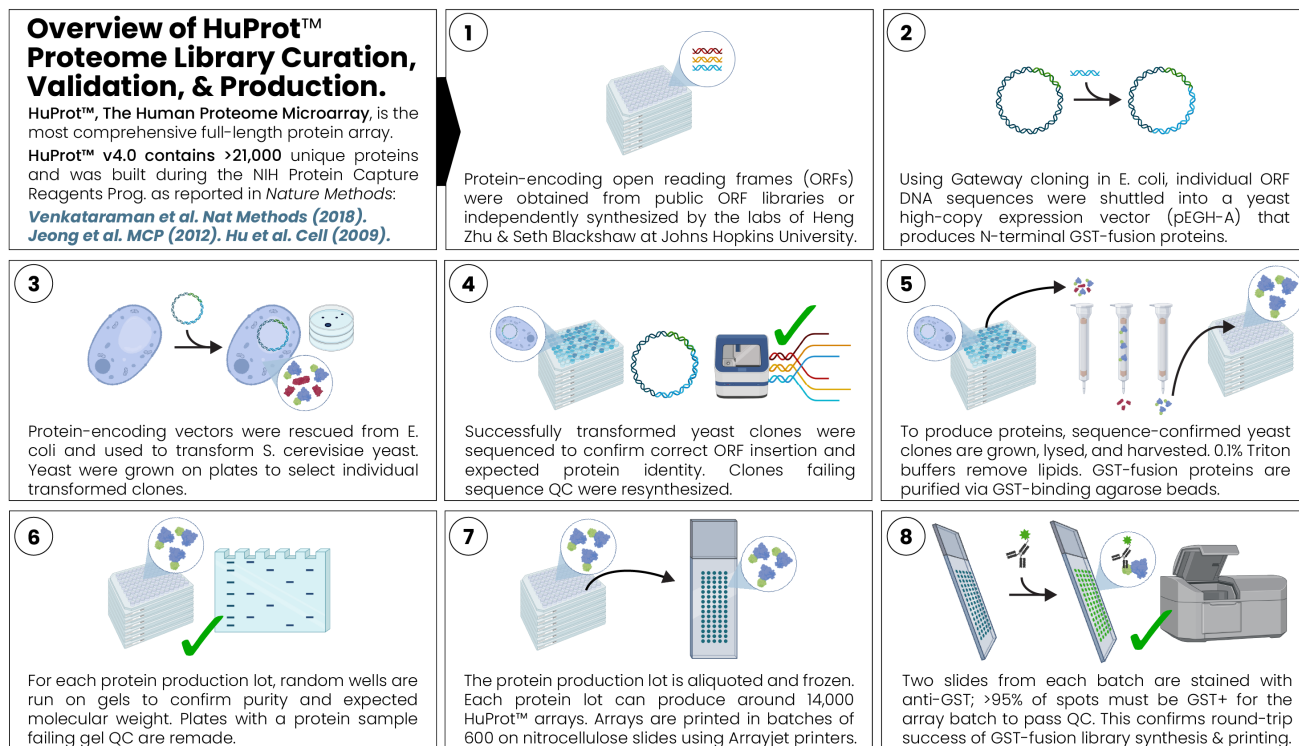 Overview of HuProt™
Proteome Library Curation,
Validation, & Production.
HuProt™, The Human Proteome Microarray, is the
most comprehensive full-length protein array.
HuProt™ v4.0 contains >21,000 unique proteins
and was built during the NIH Protein Capture
Reagents Prog. as reported in Nature Methods:
Venkataraman et al. Nat Methods (2018).
Jeong et al. MCP (2012). Hu et al. Cell (2009).
1
Protein-encoding open reading frames (ORFs)
were obtained from public ORF libraries or
independently synthesized by the labs of Heng
Zhu & Seth Blackshaw at Johns Hopkins University.
2
Using Gateway cloning in E. coli, individual ORF
DNA sequences were shuttled into a yeast
high-copy expression vector (pEGH-A) that
produces N-terminal GST-fusion proteins.
3
Protein-encoding vectors were rescued from E.
coli and used to transform S. cerevisiae yeast.
Yeast were grown on plates to select individual
transformed clones.
4
Successfully transformed yeast clones were
sequenced to confirm correct ORF insertion and
expected protein identity. Clones failing
sequence QC were resynthesized.
5
To produce proteins, sequence-confirmed yeast
clones are grown, lysed, and harvested. 0.1% Triton
buffers remove lipids. GST-fusion proteins are
purified via GST-binding agarose beads.
6
For each protein production lot, random wells are
run on gels to confirm purity and expected
molecular weight. Plates with a protein sample
failing gel QC are remade.
7
The protein production lot is aliquoted and frozen.
Each protein lot can produce around 14,000
HuProt™ arrays. Arrays are printed in batches of
600 on nitrocellulose slides using Arrayjet printers.
8
Two slides from each batch are stained with
anti-GST; >95% of spots must be GST+ for the
array batch to pass QC. This confirms round-trip
success of GST-fusion library synthesis & printing.